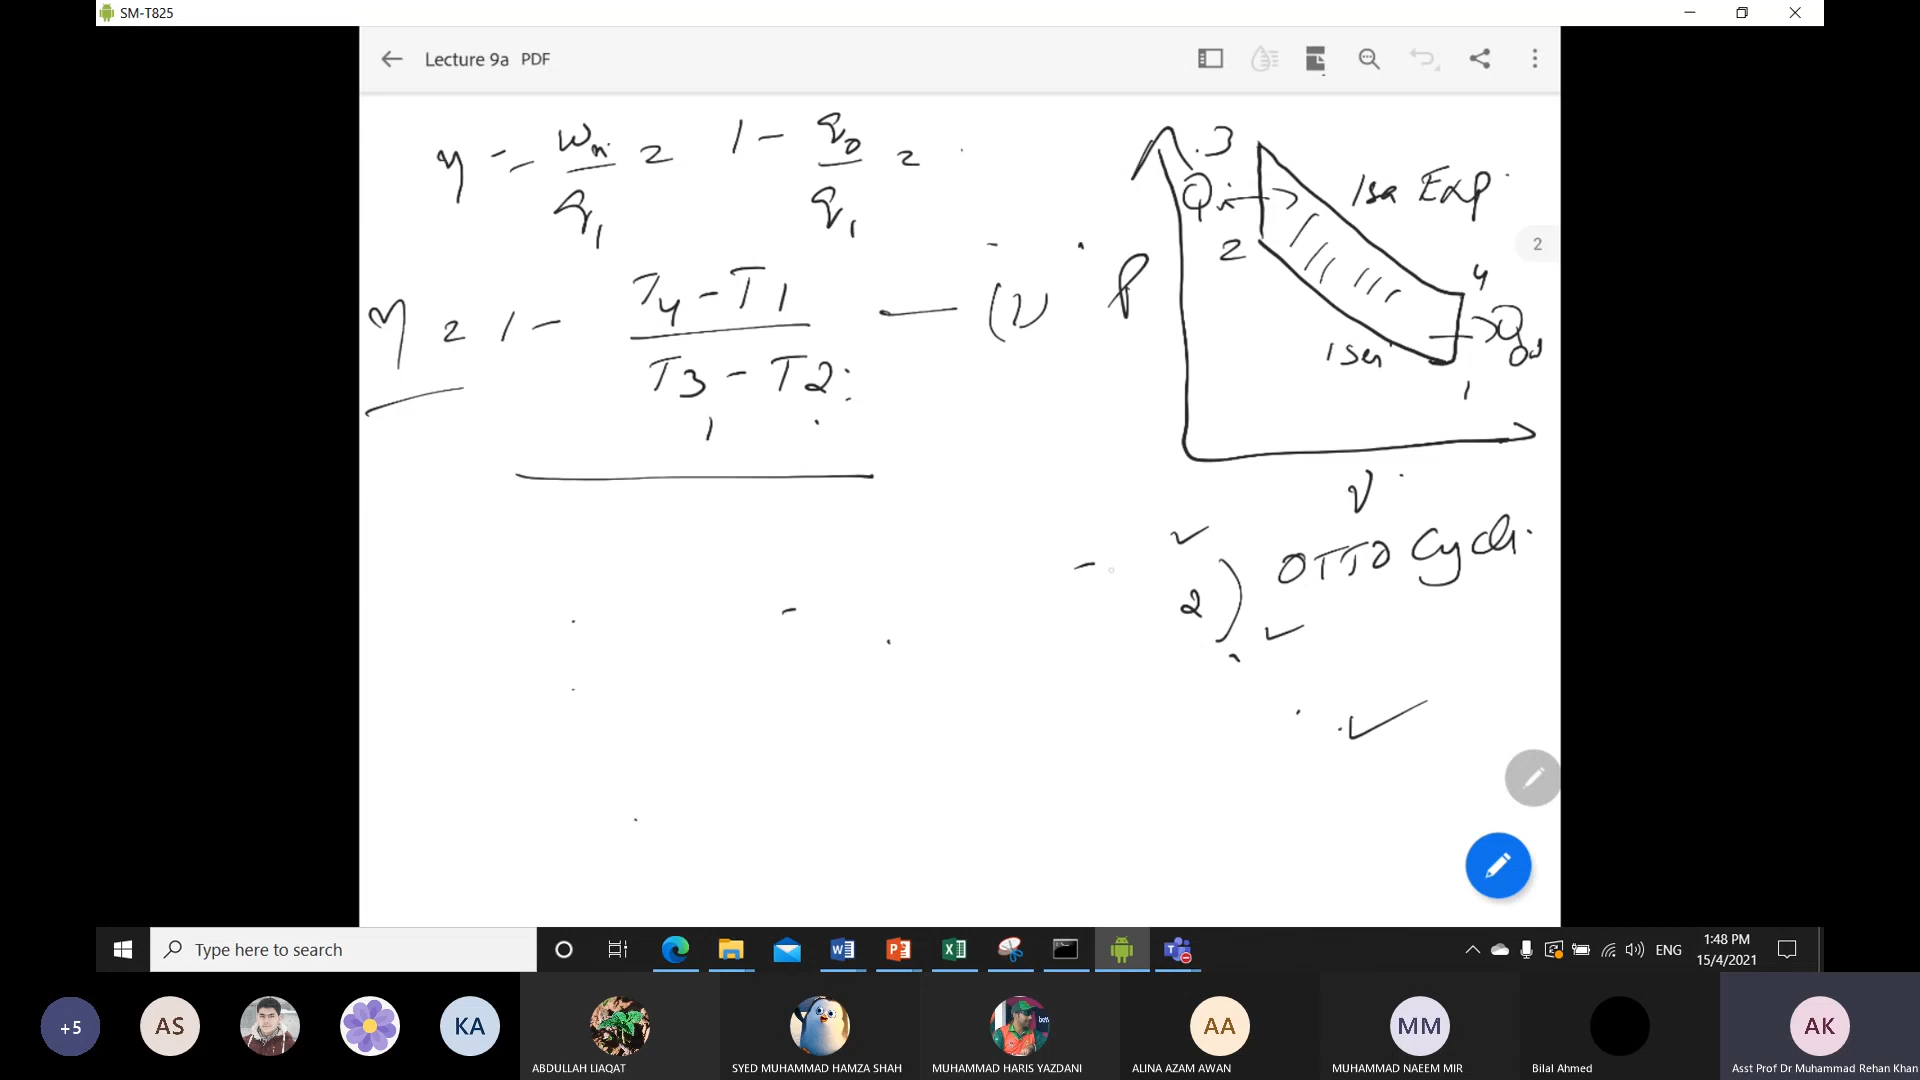 SM-T825
Lecture 9a PDF
η = Wn/q1 = 1 - q0/q1 =
η = 1 - (T4 - T1)/(T3 - T2) — (1)
3
Q
Isa Exp.
2
4
Q
Isen
1
P
V
2
2) OTTO Cycle
Type here to search
ENG
1:48 PM
15/4/2021
+5
AS
KA
AA
MM
AK
ABDULLAH LIAQAT
SYED MUHAMMAD HAMZA SHAH
MUHAMMAD HARIS YAZDANI
ALINA AZAM AWAN
MUHAMMAD NAEEM MIR
Bilal Ahmed
Asst Prof Dr Muhammad Rehan Khan